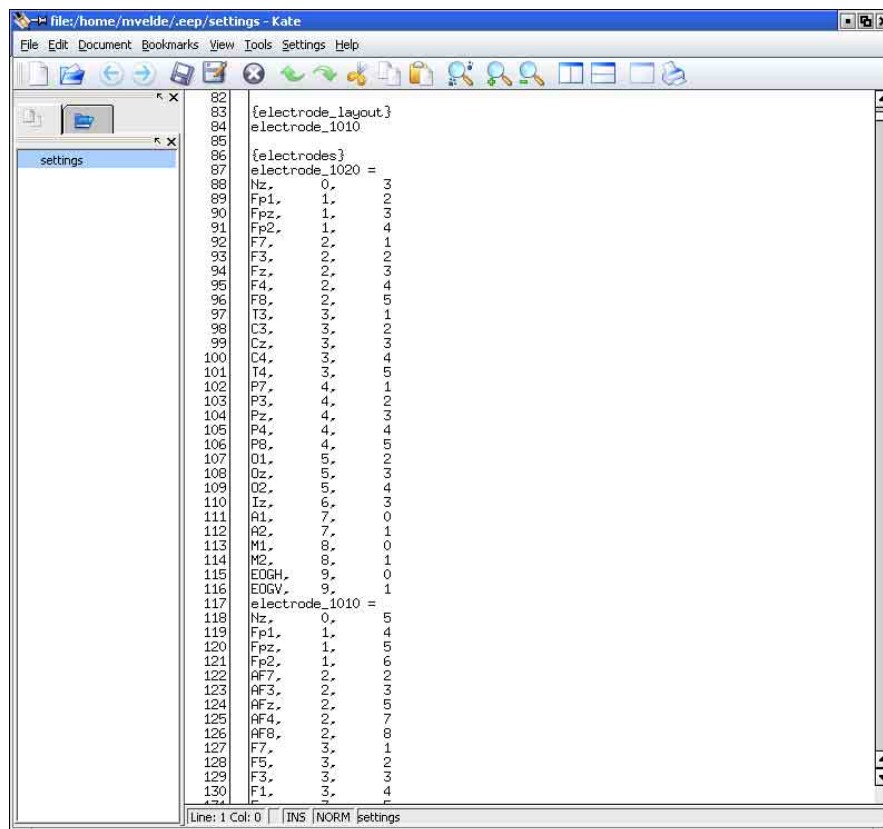 file:/home/mvelde/.eep/settings - Kate
File Edit Document Bookmarks View Tools Settings Help
settings
82
83 {electrode_layout}
84 electrode_1010
85
86 {electrodes}
87 electrode_1020 =
88 Nz, 0, 3
89 Fp1, 1, 2
90 Fpz, 1, 3
91 Fp2, 1, 4
92 F7, 2, 1
93 F3, 2, 2
94 Fz, 2, 3
95 F4, 2, 4
96 F8, 2, 5
97 T3, 3, 1
98 C3, 3, 2
99 Cz, 3, 3
100 C4, 3, 4
101 T4, 3, 5
102 P7, 4, 1
103 P3, 4, 2
104 Pz, 4, 3
105 P4, 4, 4
106 P8, 4, 5
107 O1, 5, 2
108 Oz, 5, 3
109 O2, 5, 4
110 Iz, 6, 3
111 A1, 7, 0
112 A2, 7, 1
113 M1, 8, 0
114 M2, 8, 1
115 EOGH, 9, 0
116 EOGV, 9, 1
117 electrode_1010 =
118 Nz, 0, 5
119 Fp1, 1, 4
120 Fpz, 1, 5
121 Fp2, 1, 6
122 AF7, 2, 2
123 AF3, 2, 3
124 AFz, 2, 5
125 AF4, 2, 7
126 AF8, 2, 8
127 F7, 3, 1
128 F5, 3, 2
129 F3, 3, 3
130 F1, 3, 4
Line: 1 Col: 0 INS NORM settings